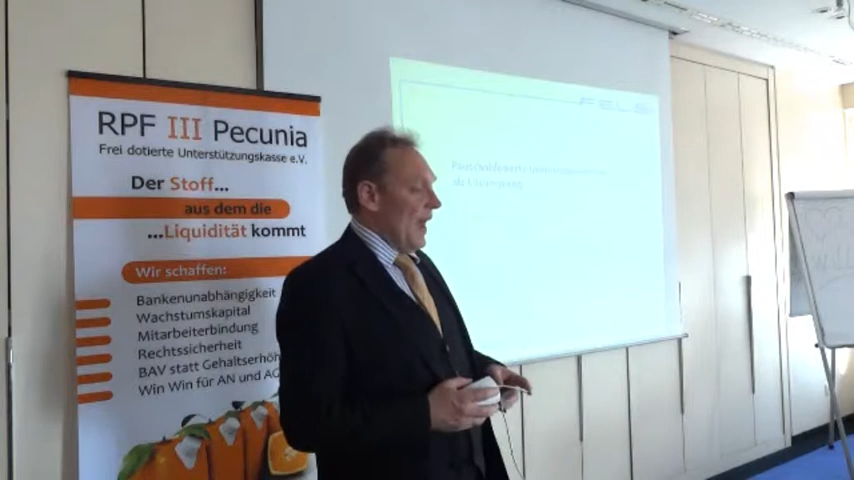 RPF III Pecunia
Frei dotierte Unterstützungskasse e.V.
Der Stoff...
aus dem die
...Liquidität kommt
Wir schaffen:
Bankenunabhängigkeit
Wachstumskapital
Mitarbeiterbindung
Rechtssicherheit
BAV statt Gehaltserhöh
Win Win für AN und AG